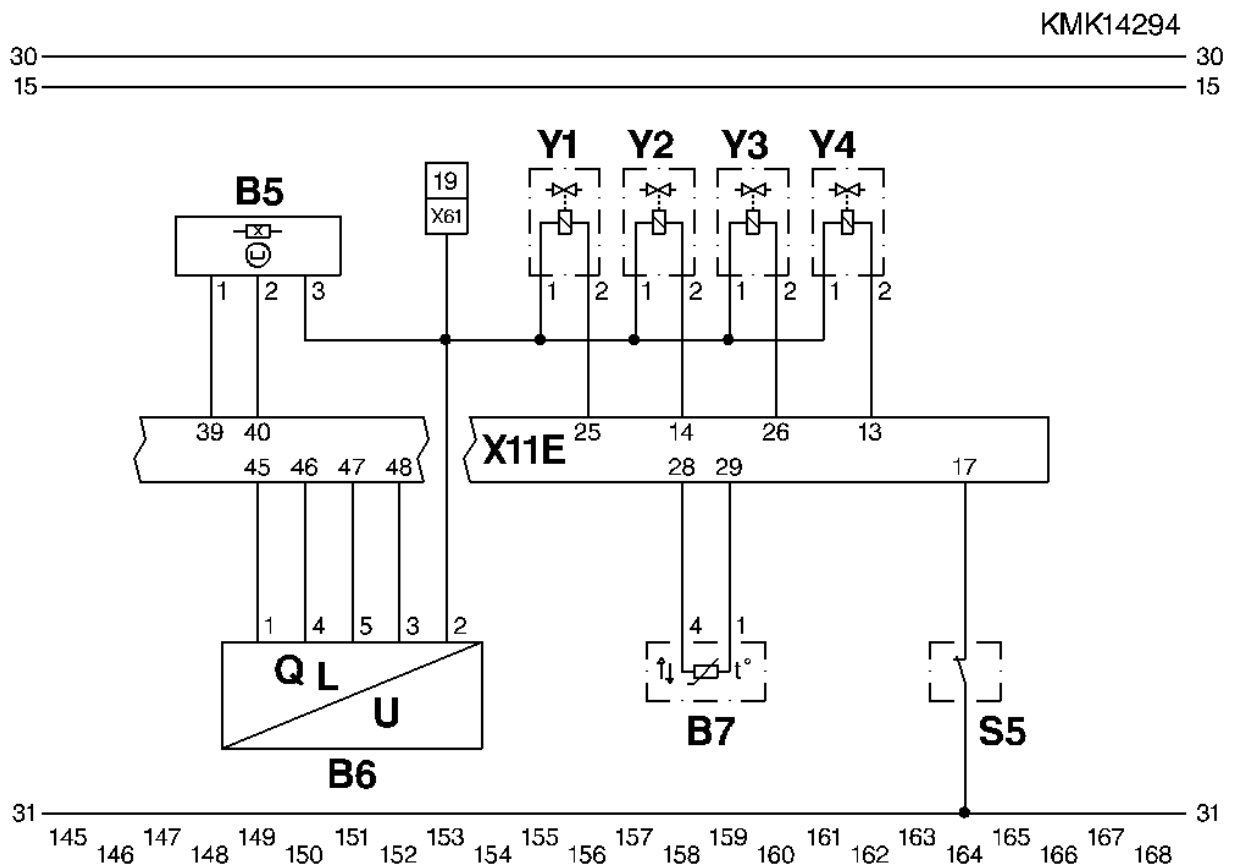 KMK14294
30 30
15 15
Y1 Y2 Y3 Y4
19
B5
X61
1 2 3 1 2 1 2 1 2 1 2
39 40 25 14 26 13
X11E
45 46 47 48 28 29 17
1 4 5 3 2 4 1
Q L t°
U
B7 S5
B6
31 31
145 147 149 151 153 155 157 159 161 163 165 167
146 148 150 152 154 156 158 160 162 164 166 168